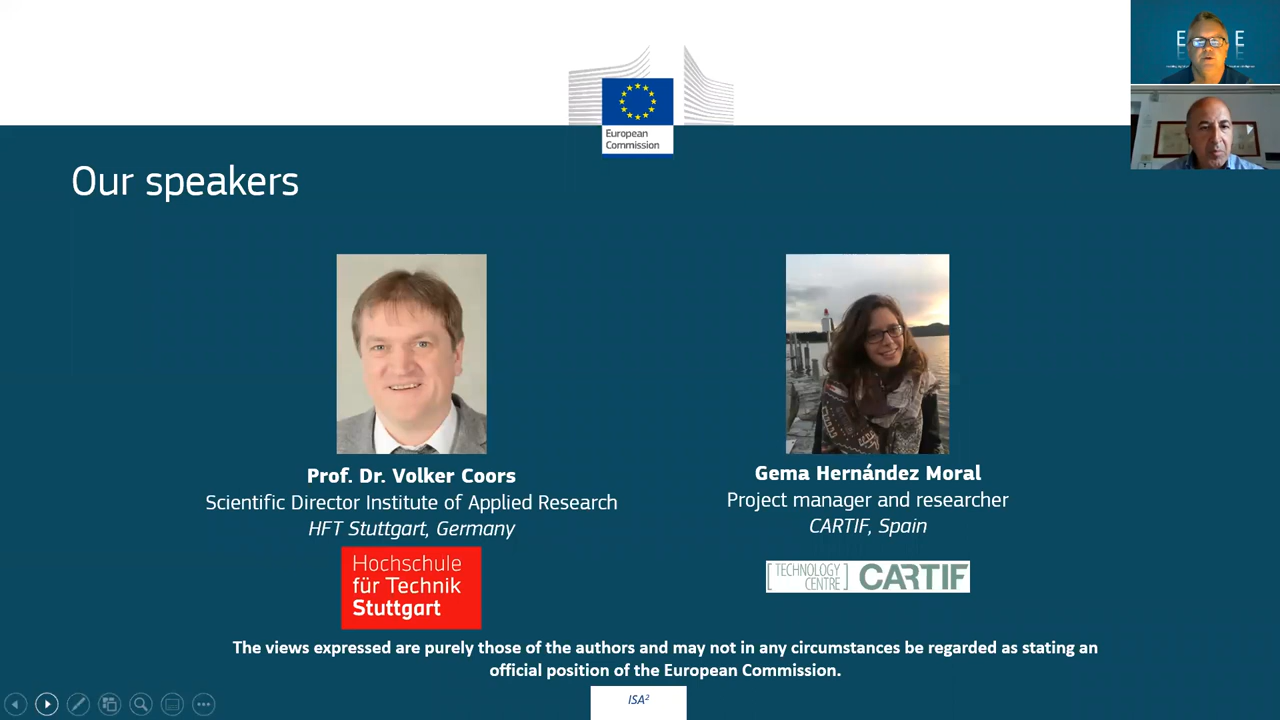 E E
European
Commission
Our speakers
Prof. Dr. Volker Coors
Scientific Director Institute of Applied Research
HFT Stuttgart, Germany
Hochschule
für Technik
Stuttgart
Gema Hernández Moral
Project manager and researcher
CARTIF, Spain
[TECHNOLOGY
CENTRE] CARTIF
The views expressed are purely those of the authors and may not in any circumstances be regarded as stating an
official position of the European Commission.
ISA²